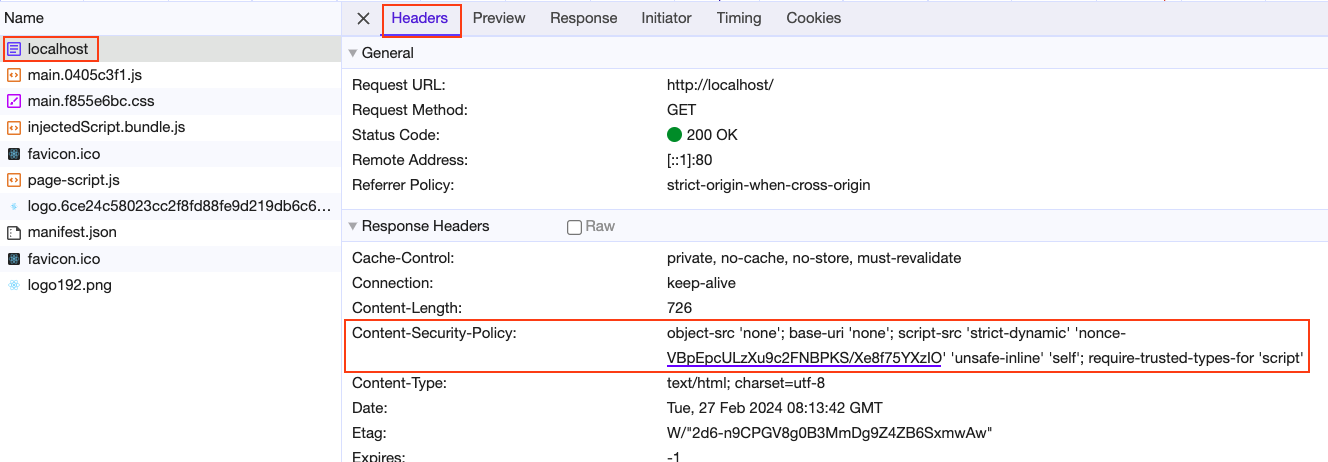 Name
localhost
main.0405c3f1.js
main.f855e6bc.css
injectedScript.bundle.js
favicon.ico
page-script.js
logo.6ce24c58023cc2f8fd88fe9d219db6c6…
manifest.json
favicon.ico
logo192.png
Headers Preview Response Initiator Timing Cookies
General
Request URL: http://localhost/
Request Method: GET
Status Code: 200 OK
Remote Address: [::1]:80
Referrer Policy: strict-origin-when-cross-origin
Response Headers Raw
Cache-Control: private, no-cache, no-store, must-revalidate
Connection: keep-alive
Content-Length: 726
Content-Security-Policy: object-src 'none'; base-uri 'none'; script-src 'strict-dynamic' 'nonce-
VBpEpcULzXu9c2FNBPKS/Xe8f75YXzIO' 'unsafe-inline' 'self'; require-trusted-types-for 'script'
Content-Type: text/html; charset=utf-8
Date: Tue, 27 Feb 2024 08:13:42 GMT
Etag: W/"2d6-n9CPGV8g0B3MmDg9Z4ZB6SxmwAw"
Expires: -1